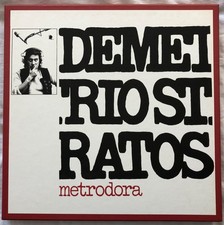 DEMET
RIO ST
RATOS
metrodora